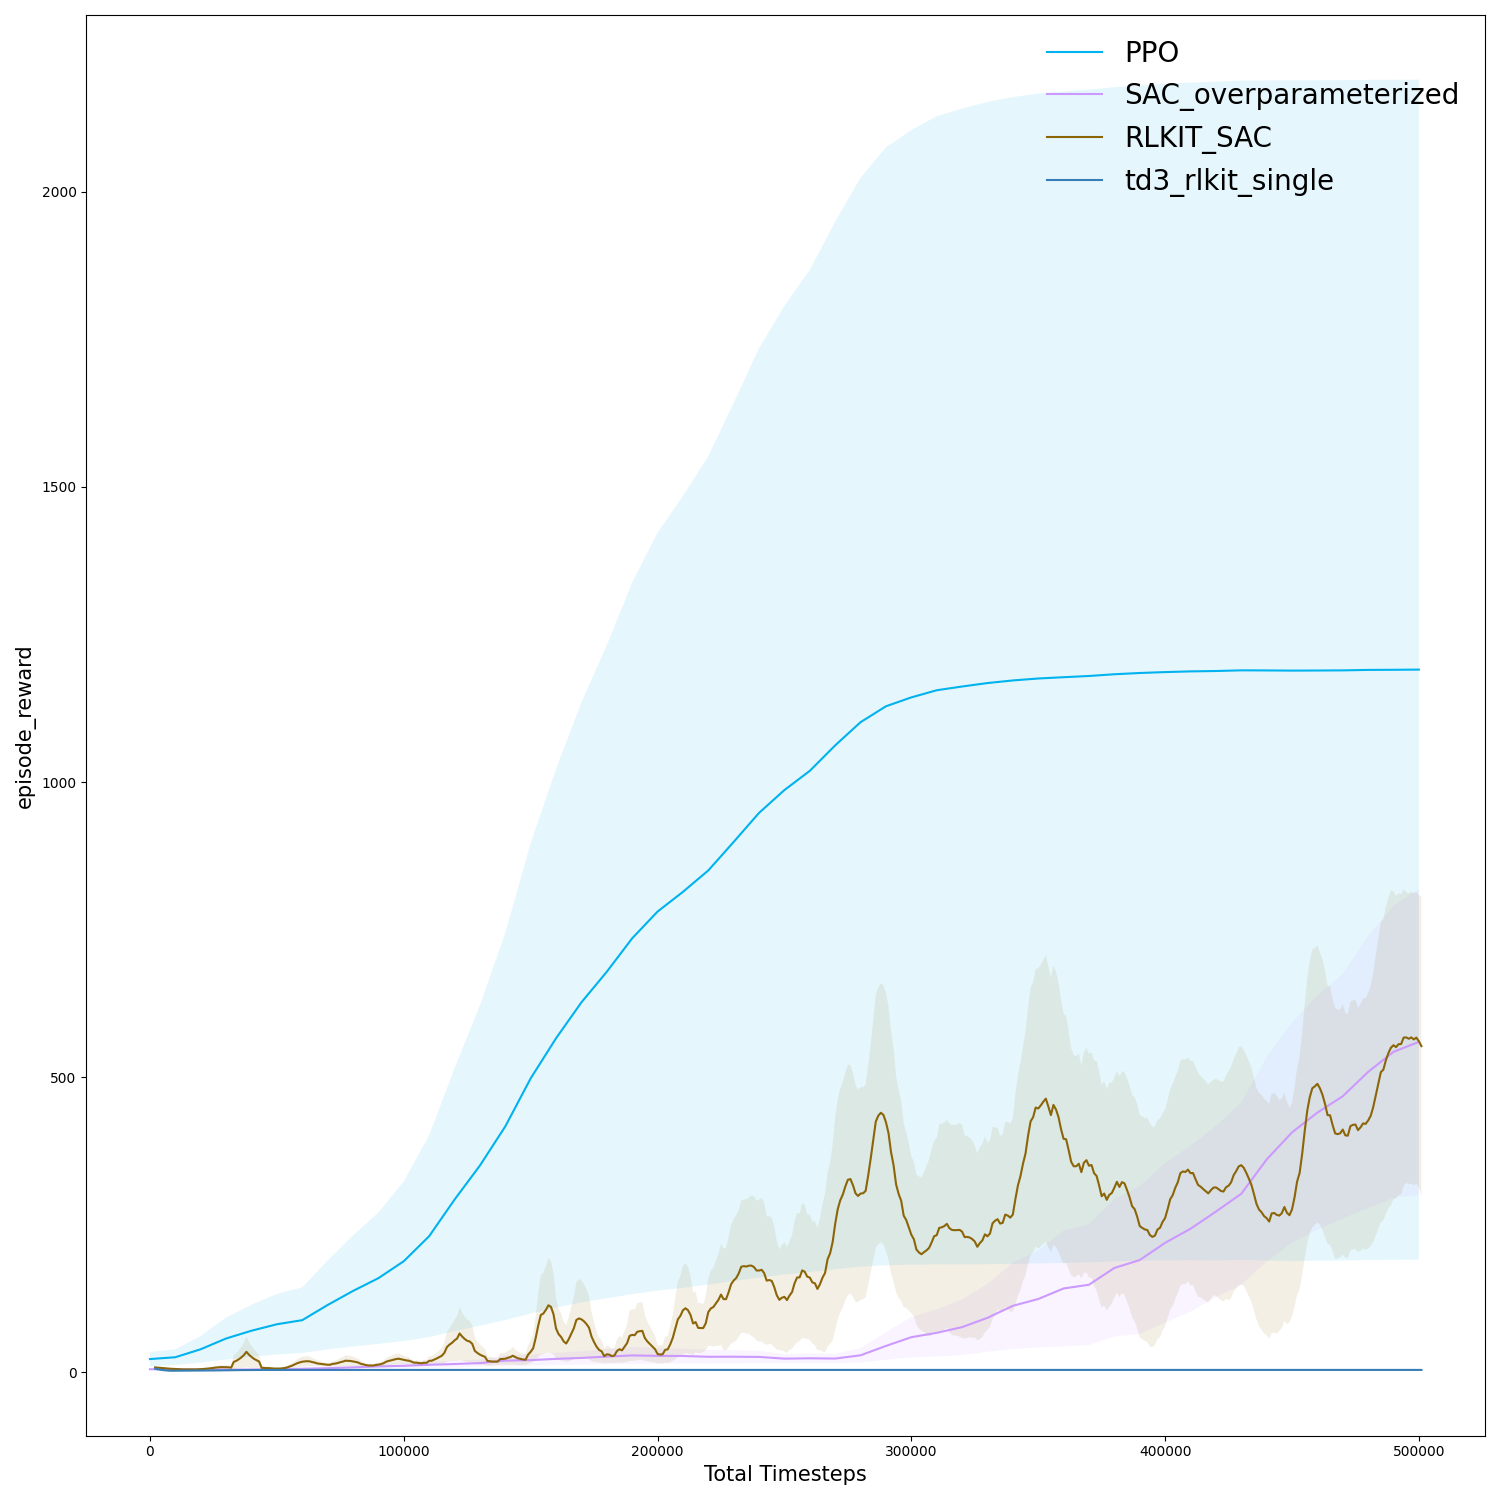 PPO
SAC_overparameterized
RLKIT_SAC
td3_rlkit_single
2000
1500
1000
500
0
episode_reward
0 100000 200000 300000 400000 500000
Total Timesteps